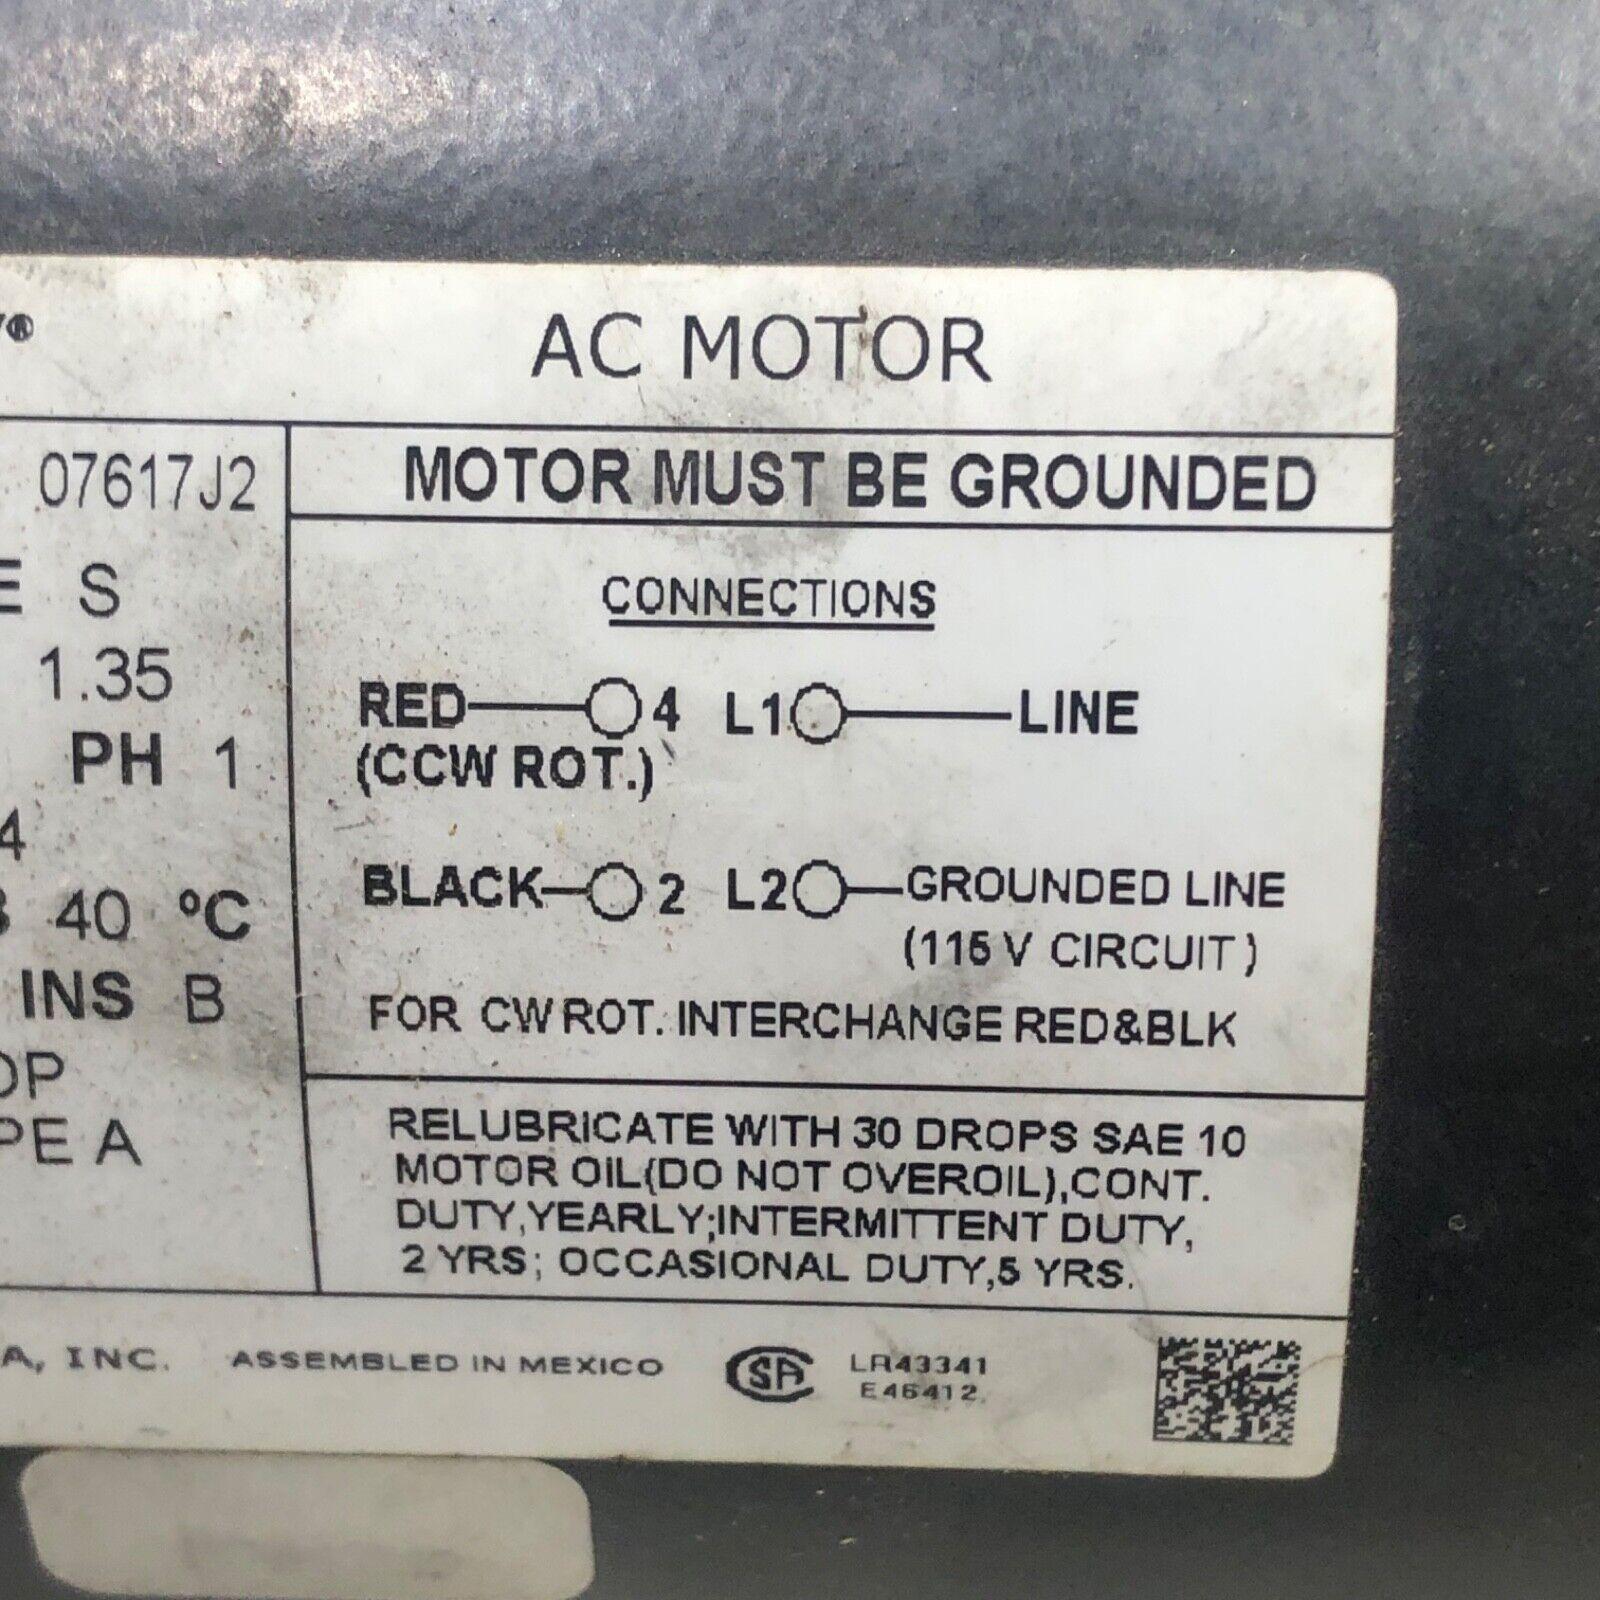 ®
AC MOTOR
07617J2
MOTOR MUST BE GROUNDED
S
1.35
PH 1
4
40 ºC
INS B
A
CONNECTIONS
RED 4 L1 LINE
(CCW ROT.)
BLACK 2 L2 GROUNDED LINE
(115 V CIRCUIT)
FOR CW ROT. INTERCHANGE RED&BLK
RELUBRICATE WITH 30 DROPS SAE 10
MOTOR OIL(DO NOT OVEROIL),CONT.
DUTY,YEARLY;INTERMITTENT DUTY,
2 YRS; OCCASIONAL DUTY,5 YRS.
A, INC. ASSEMBLED IN MEXICO
SA
LR43341
E46412